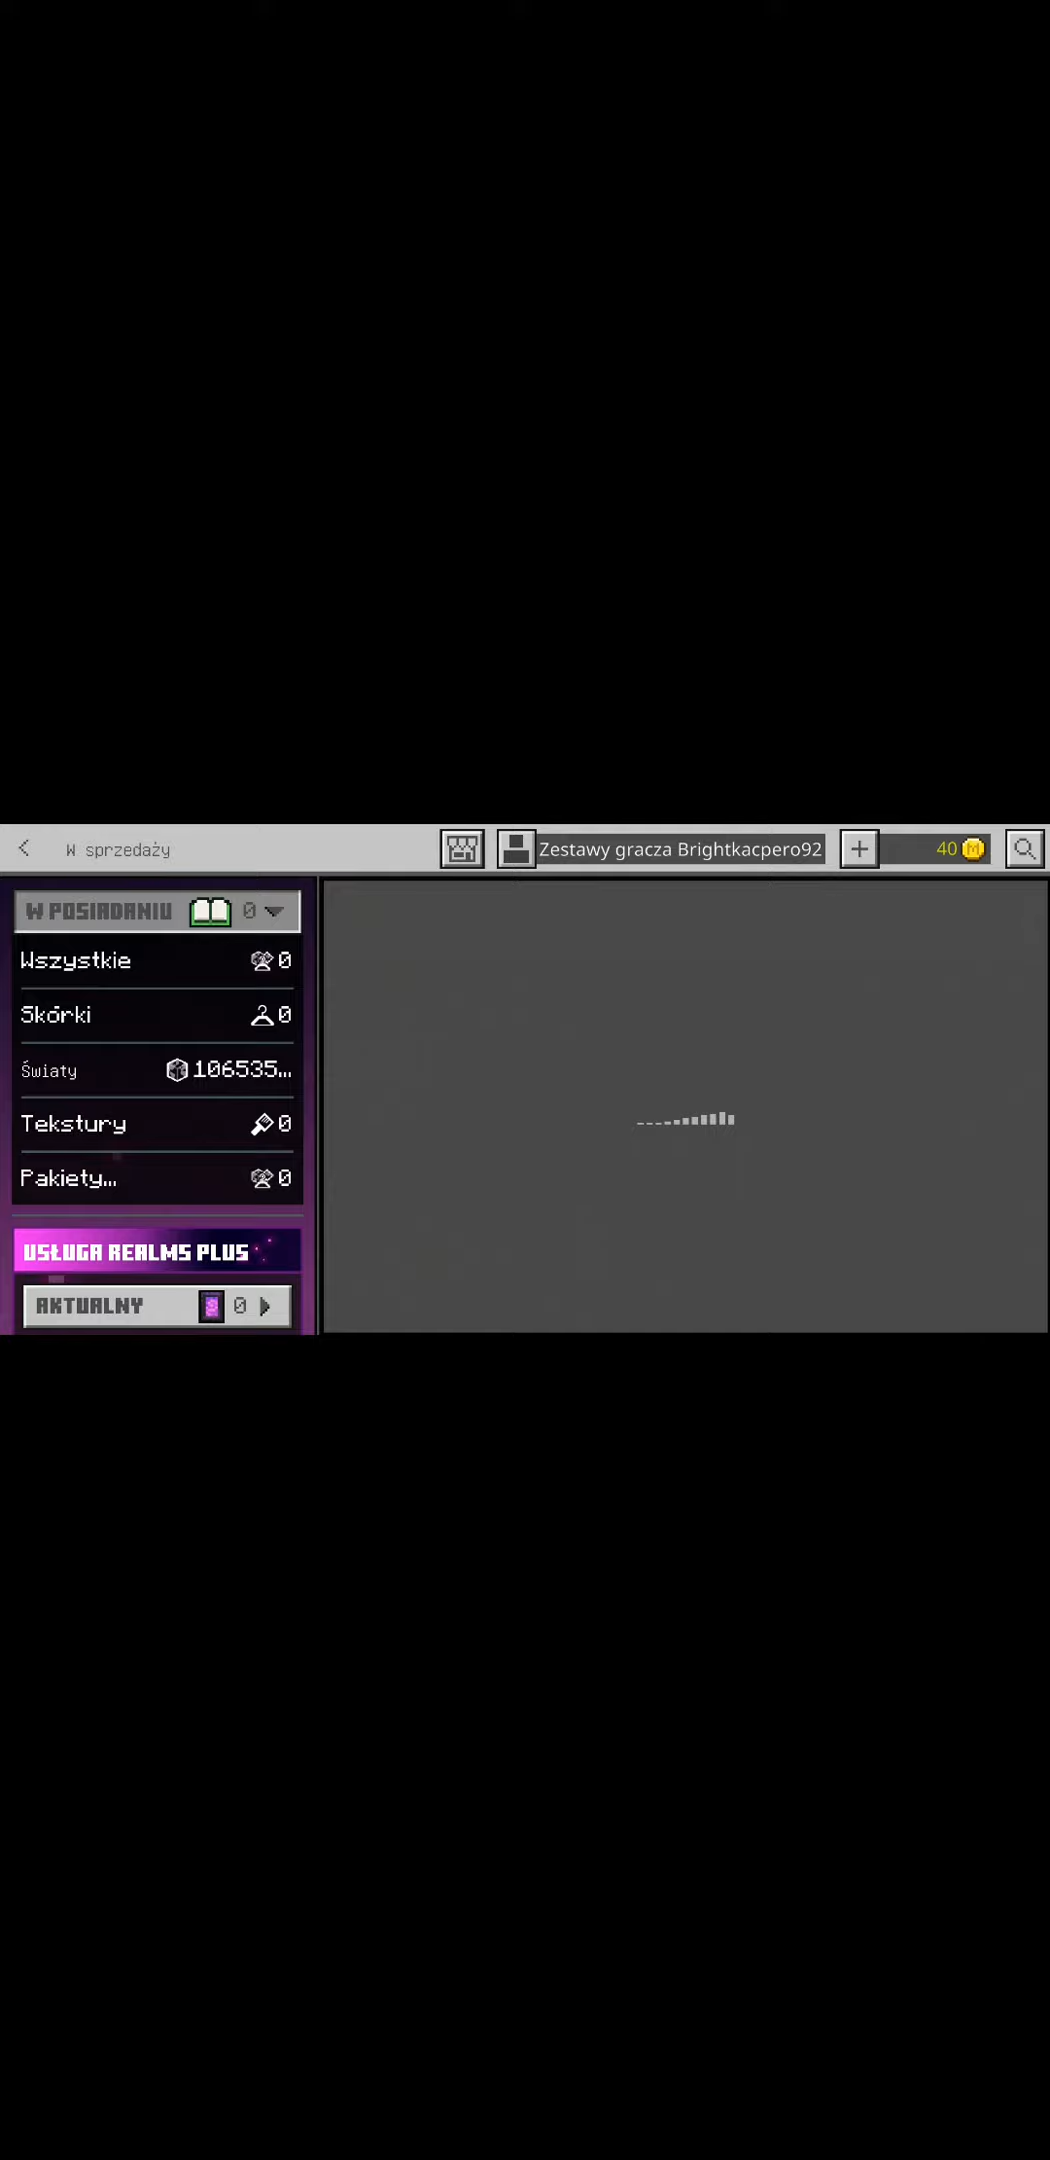 W sprzedaży
Zestawy gracza Brightkacpero92
40
W POSIADANIU 0
Wszystkie 0
Skórki 0
Światy 106535...
Tekstury 0
Pakiety... 0
USŁUGA REALMS PLUS
AKTUALNY 0